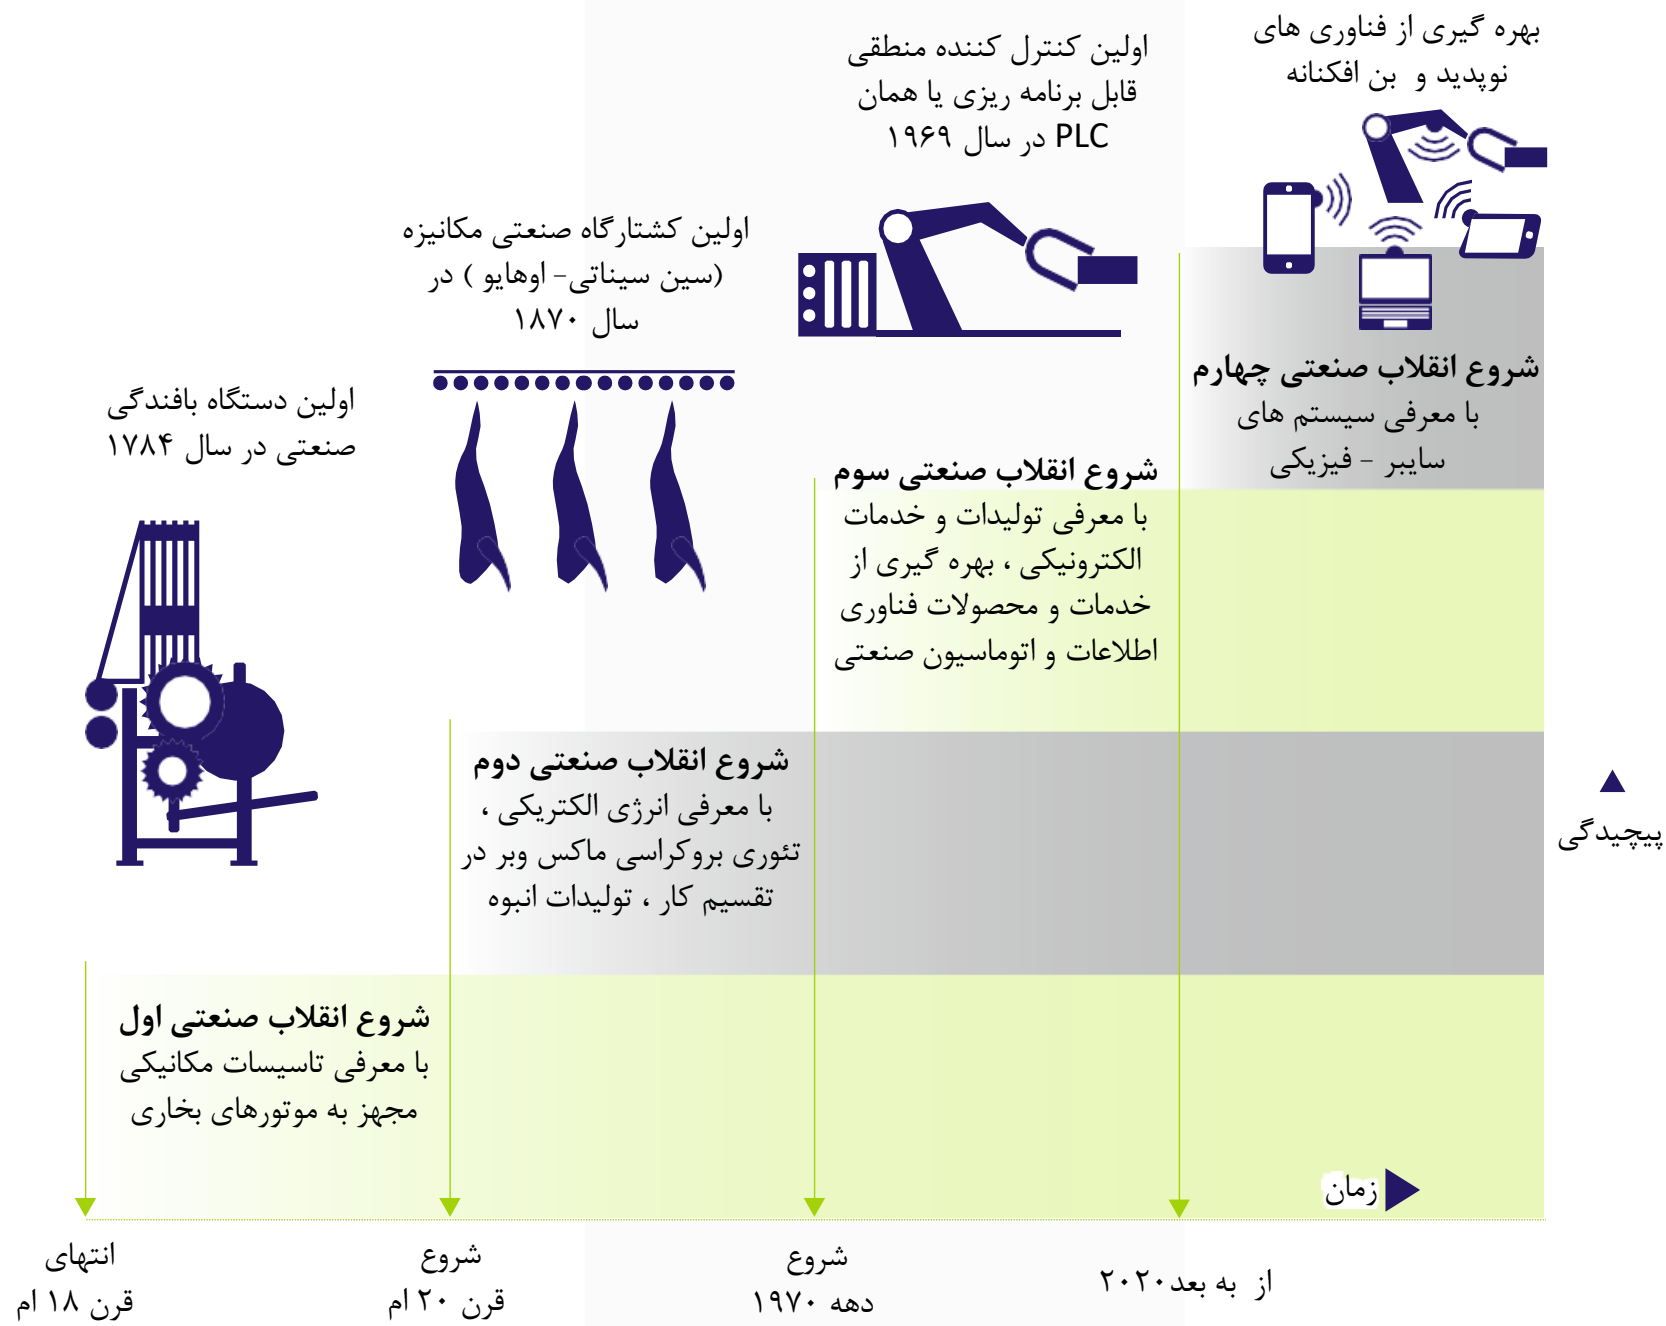 بهره گیری از فناوری های
نوپدید و بن افکنانه
اولین کنترل کننده منطقی
قابل برنامه ریزی یا همان
PLC در سال ۱۹۶۹
اولین کشتارگاه صنعتی مکانیزه
(سین سیناتی- اوهایو ) در
سال ۱۸۷۰
اولین دستگاه بافندگی
صنعتی در سال ۱۷۸۴
شروع انقلاب صنعتی چهارم
با معرفی سیستم های
سایبر - فیزیکی
شروع انقلاب صنعتی سوم
با معرفی تولیدات و خدمات
الکترونیکی ، بهره گیری از
خدمات و محصولات فناوری
اطلاعات و اتوماسیون صنعتی
شروع انقلاب صنعتی دوم
با معرفی انرژی الکتریکی ،
تئوری بروکراسی ماکس وبر در
تقسیم کار ، تولیدات انبوه
شروع انقلاب صنعتی اول
با معرفی تاسیسات مکانیکی
مجهز به موتورهای بخاری
پیچیدگی
زمان
انتهای
قرن ۱۸ ام
شروع
قرن ۲۰ ام
شروع
دهه ۱۹۷۰
از به بعد۲۰۲۰